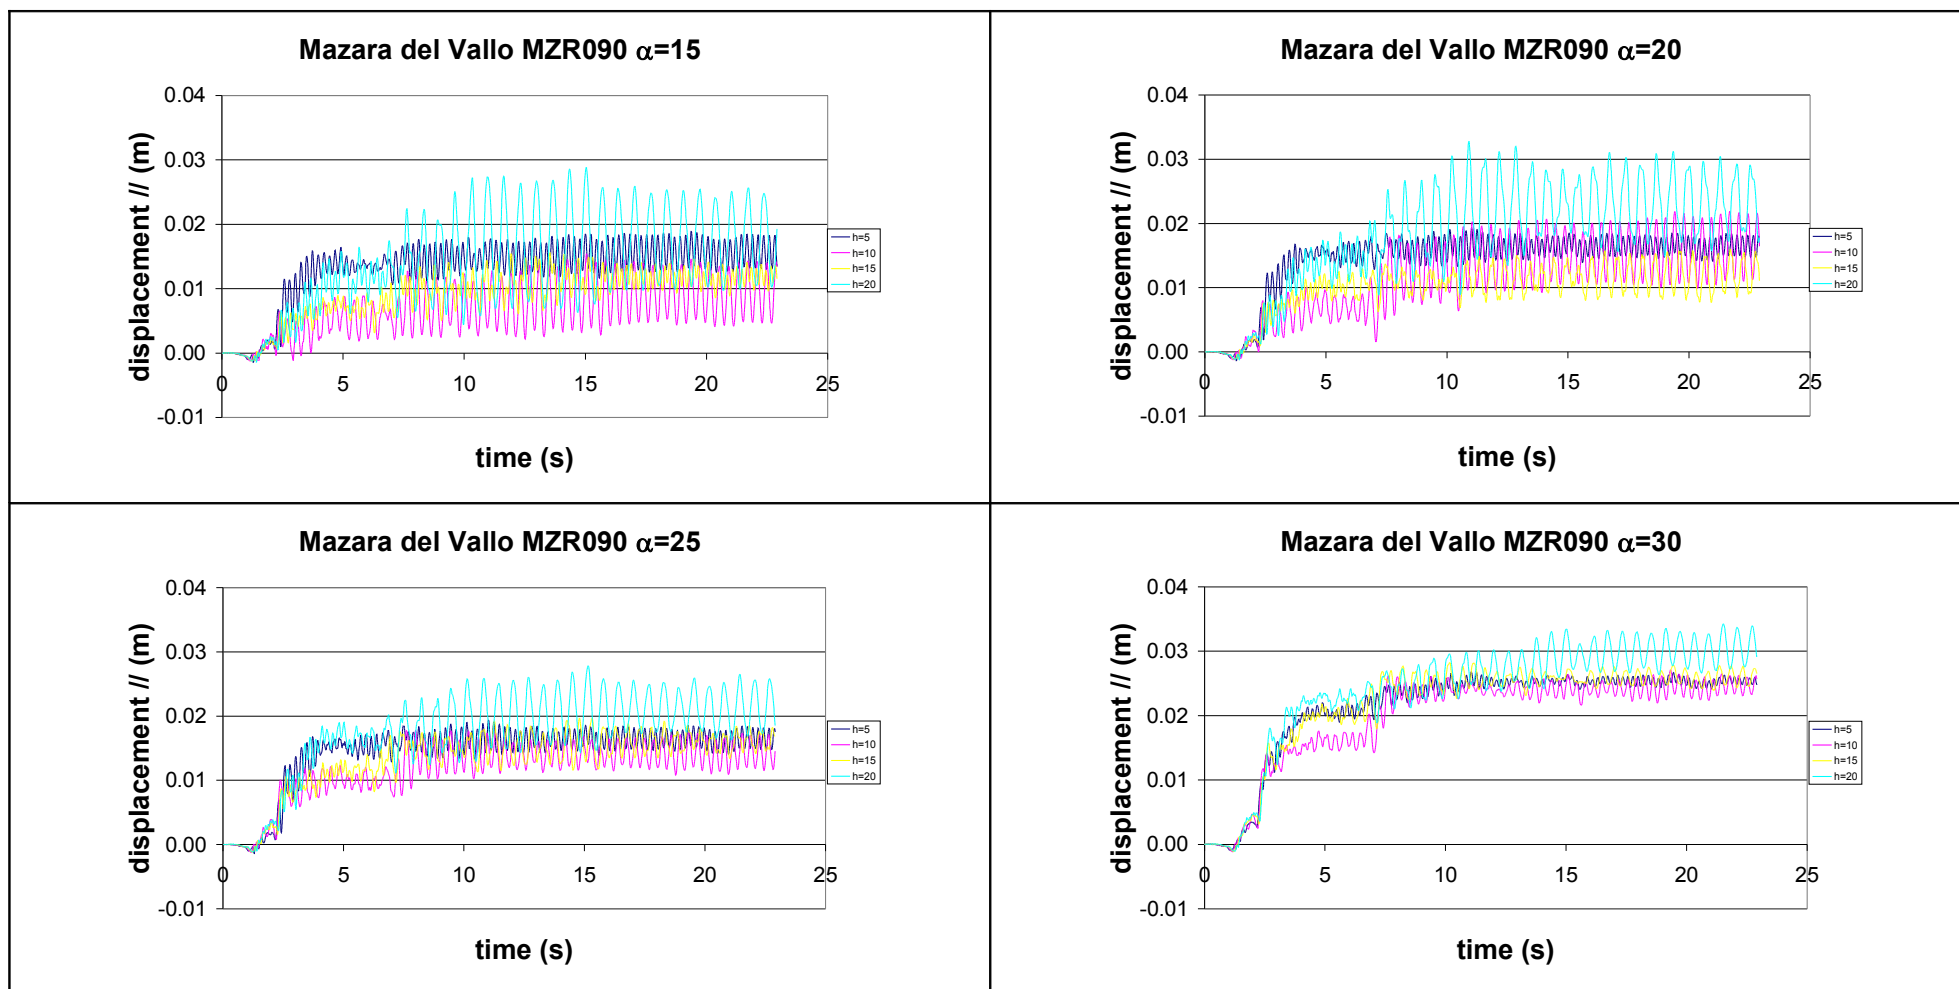 Mazara del Vallo MZR090 α=15
displacement // (m)
0.04
0.03
0.02
0.01
0.00
-0.01
0 5 10 15 20 25
time (s)
h=5
h=10
h=15
h=20
Mazara del Vallo MZR090 α=20
displacement // (m)
0.04
0.03
0.02
0.01
0.00
-0.01
0 5 10 15 20 25
time (s)
h=5
h=10
h=15
h=20
Mazara del Vallo MZR090 α=25
displacement // (m)
0.04
0.03
0.02
0.01
0.00
-0.01
0 5 10 15 20 25
time (s)
h=5
h=10
h=15
h=20
Mazara del Vallo MZR090 α=30
displacement // (m)
0.04
0.03
0.02
0.01
0.00
-0.01
0 5 10 15 20 25
time (s)
h=5
h=10
h=15
h=20